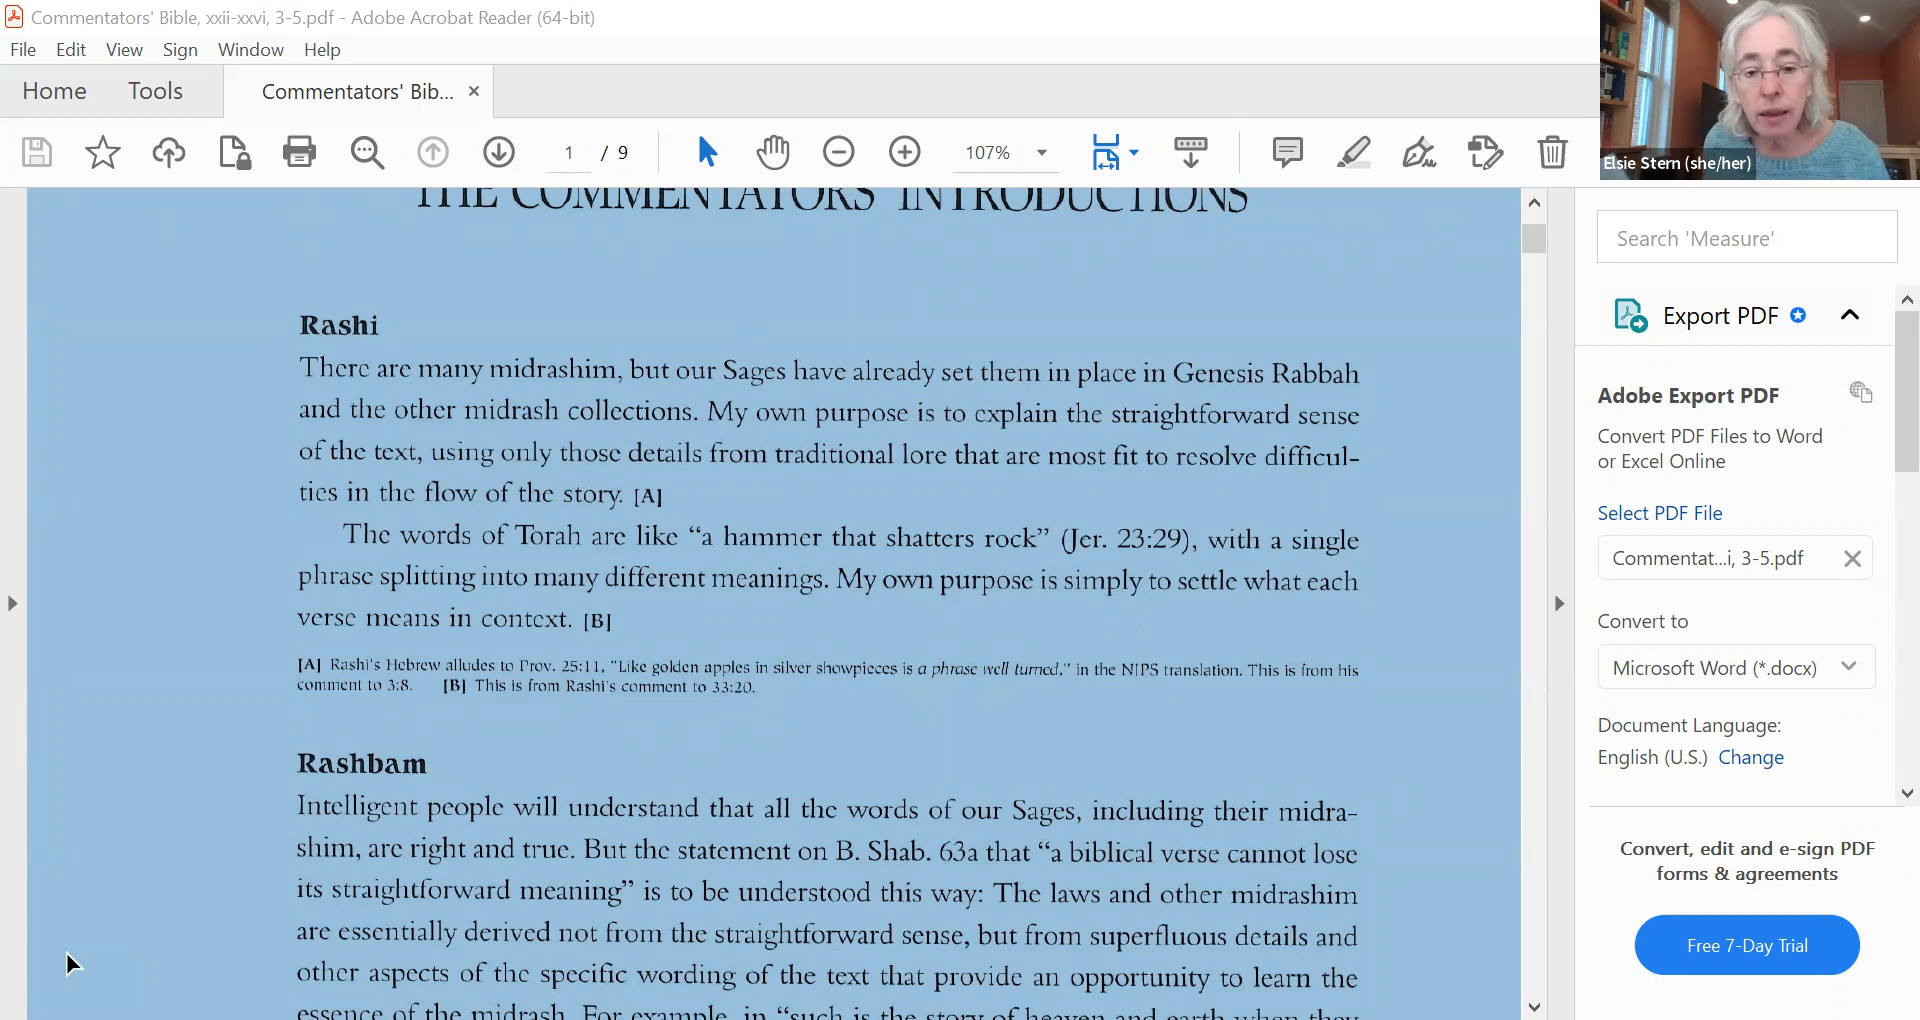 Commentators' Bible, xxii-xxvi, 3-5.pdf - Adobe Acrobat Reader (64-bit)
File Edit View Sign Window Help
Home Tools Commentators' Bib... ×
1 / 9 107%
Elsie Stern (she/her)
THE COMMENTATORS' INTRODUCTIONS
Rashi
There are many midrashim, but our Sages have already set them in place in Genesis Rabbah
and the other midrash collections. My own purpose is to explain the straightforward sense
of the text, using only those details from traditional lore that are most fit to resolve difficul-
ties in the flow of the story. [A]
The words of Torah are like “a hammer that shatters rock” (Jer. 23:29), with a single
phrase splitting into many different meanings. My own purpose is simply to settle what each
verse means in context. [B]
[A] Rashi's Hebrew alludes to Prov. 25:11, "Like golden apples in silver showpieces is a phrase well turned," in the NJPS translation. This is from his
comment to 3:8. [B] This is from Rashi's comment to 33:20.
Rashbam
Intelligent people will understand that all the words of our Sages, including their midra-
shim, are right and true. But the statement on B. Shab. 63a that “a biblical verse cannot lose
its straightforward meaning” is to be understood this way: The laws and other midrashim
are essentially derived not from the straightforward sense, but from superfluous details and
other aspects of the specific wording of the text that provide an opportunity to learn the
essence of the midrash. For example, in “such is the story of heaven and earth when they
Search 'Measure'
Export PDF
Adobe Export PDF
Convert PDF Files to Word
or Excel Online
Select PDF File
Commentat...i, 3-5.pdf
Convert to
Microsoft Word (*.docx)
Document Language:
English (U.S.) Change
Convert, edit and e-sign PDF
forms & agreements
Free 7-Day Trial